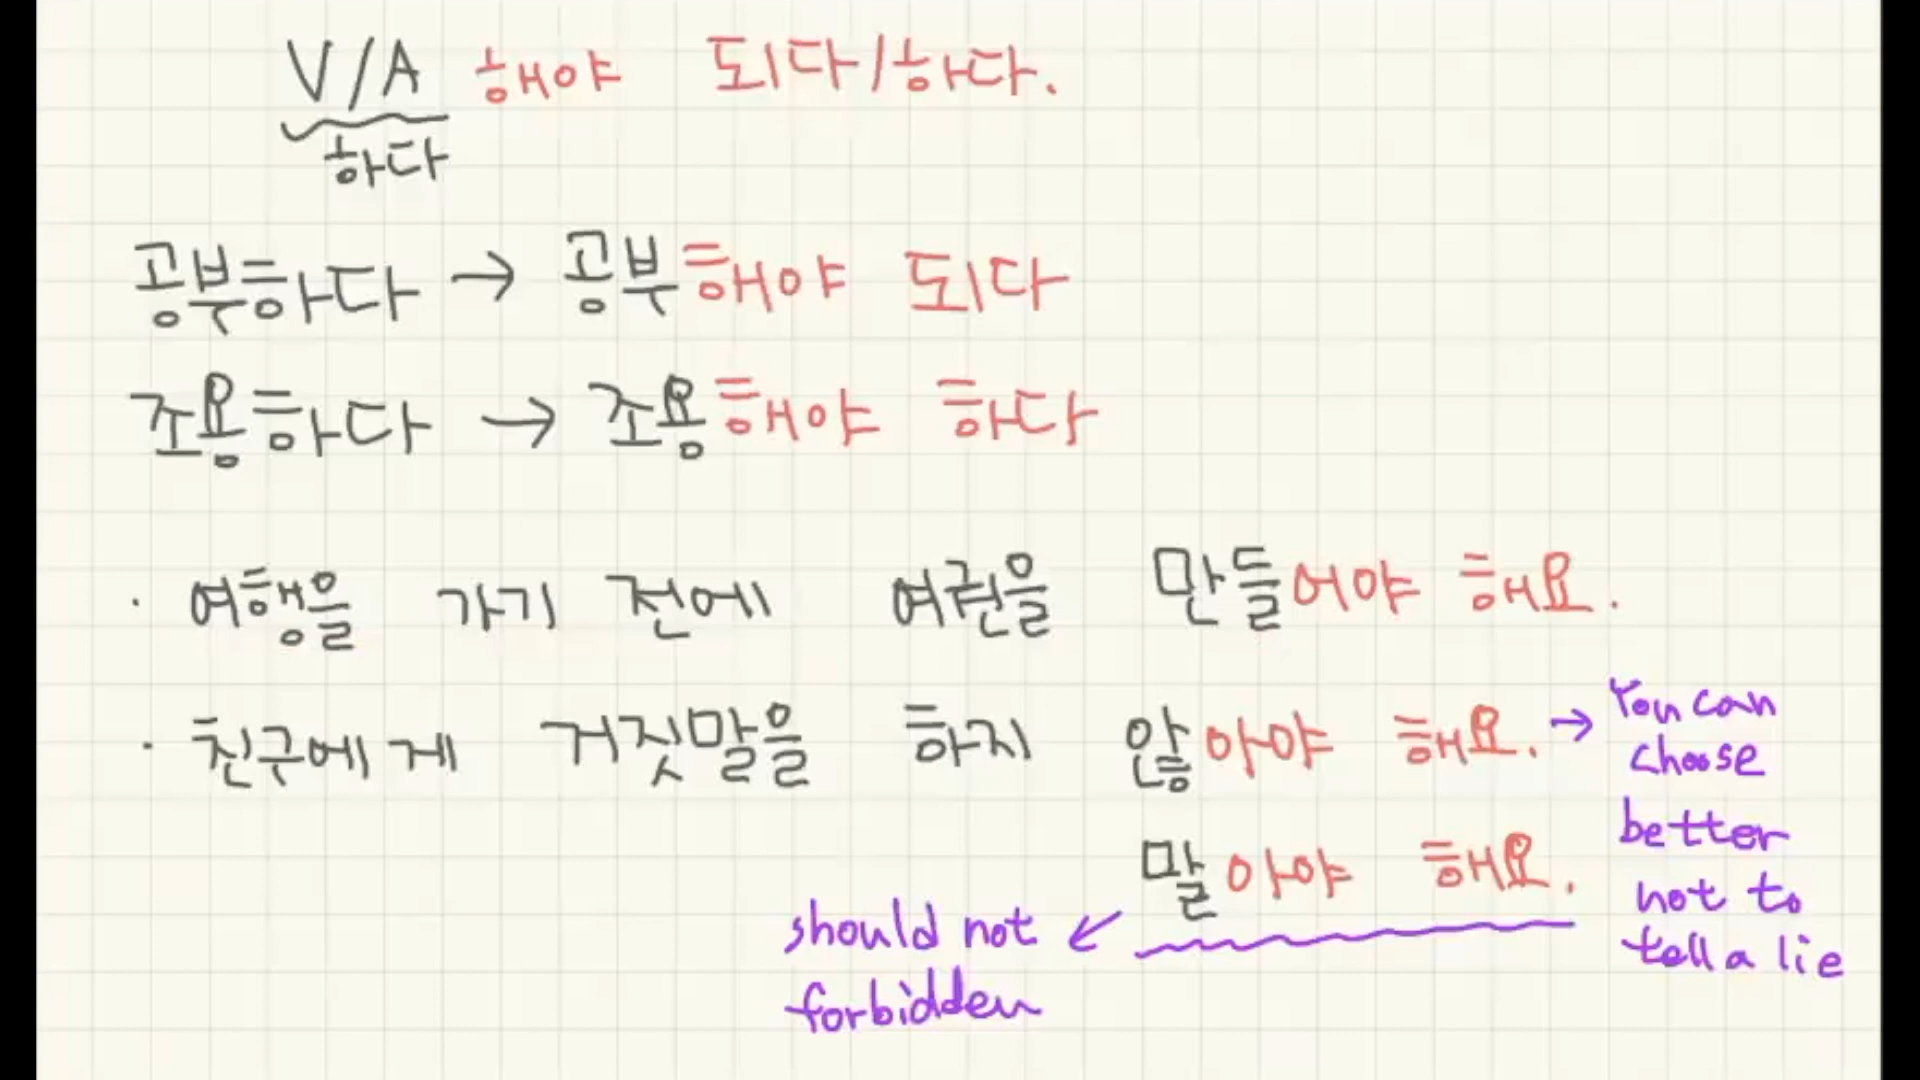 V/A 해야 되다/하다.
하다
공부하다 → 공부해야 되다
조용하다 → 조용해야 하다
· 여행을 가기 전에 여권을 만들어야 해요.
· 친구에게 거짓말을 하지 않아야 해요. → You can
choose
better
not to
tell a lie
말아야 해요.
should not ↙
forbidden